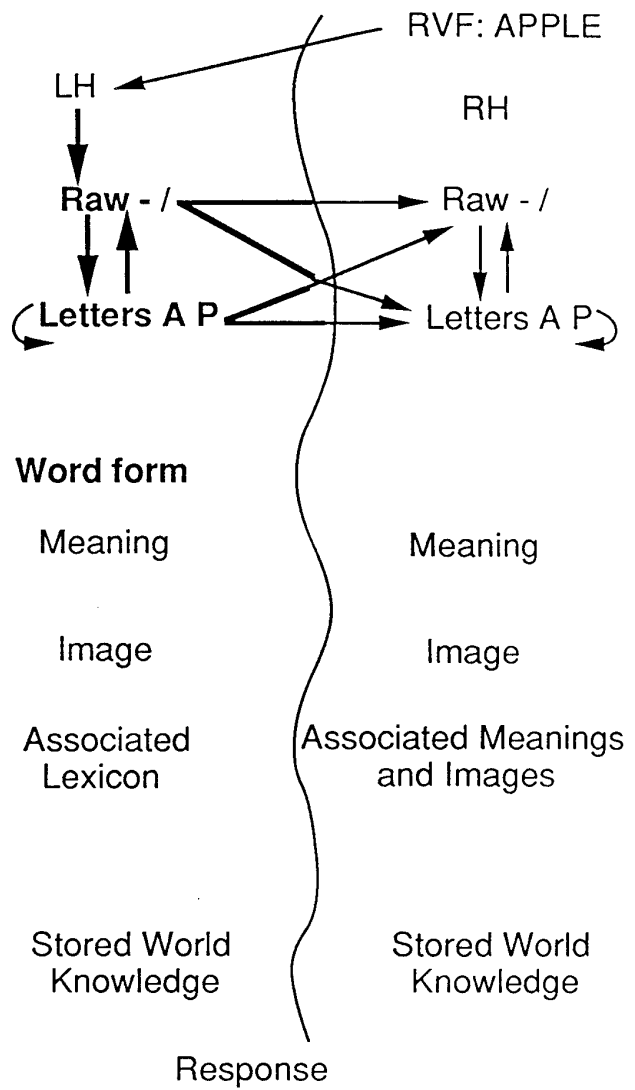 RVF: APPLE
LH
RH
Raw - /
Raw - /
Letters A P
Letters A P
Word form
Meaning
Meaning
Image
Image
Associated
Lexicon
Associated Meanings
and Images
Stored World
Knowledge
Stored World
Knowledge
Response